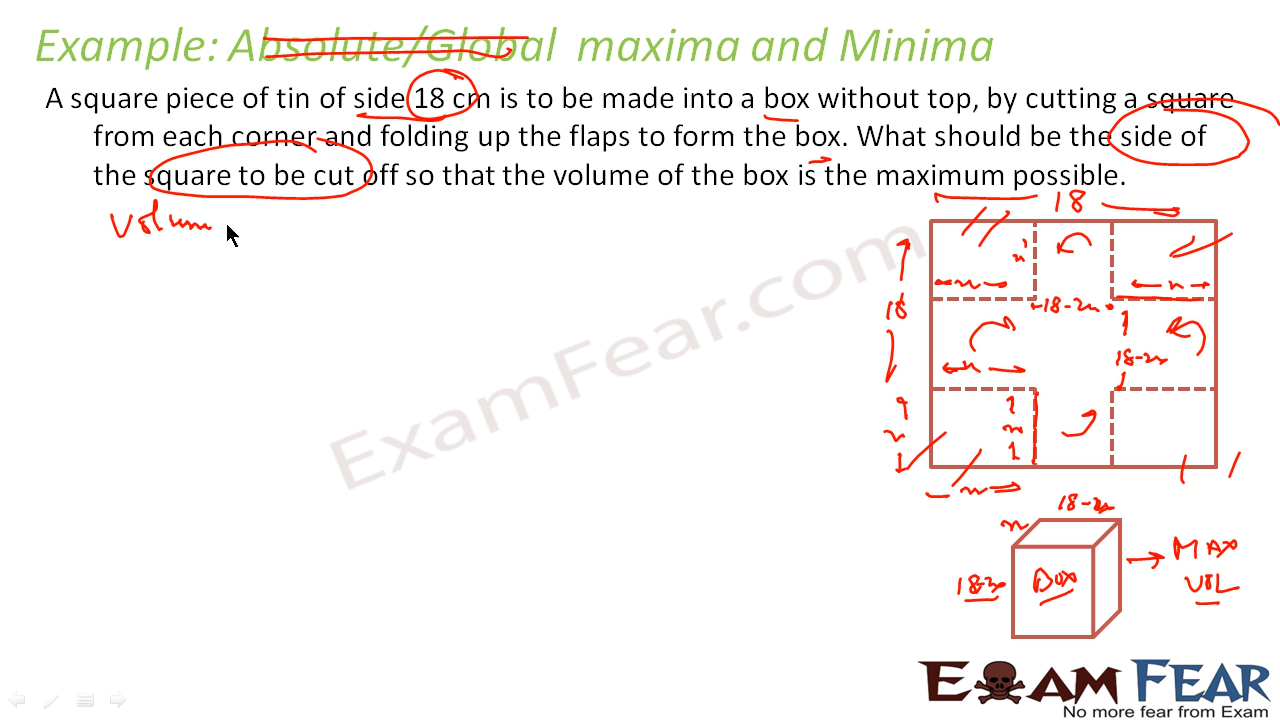 Example: Absolute/Global maxima and Minima
A square piece of tin of side 18 cm is to be made into a box without top, by cutting a square
from each corner and folding up the flaps to form the box. What should be the side of
the square to be cut off so that the volume of the box is the maximum possible.
Volume
18
x
x
x
18-2x
18
x
18-2x
x
x
x
18-2x
x
18-2x
Box
MAX
VOL
ExamFear.com
EXAM FEAR
No more fear from Exam